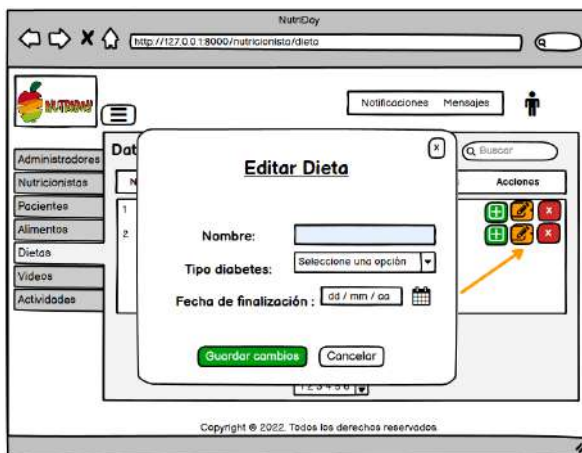 NutriDay
http://127.0.0.1:8000/nutricionista/dieta
NUTRIDAY
Notificaciones Mensajes
Administradores
Nutricionistas
Pacientes
Alimentos
Dietas
Videos
Actividades
Dat
Buscar
N
Acciones
1
2
Editar Dieta
x
Nombre:
Tipo diabetes:
Seleccione una opción
Fecha de finalización :
dd / mm / aa
Guardar cambios
Cancelar
x
x
Copyright © 2022. Todos los derechos reservados